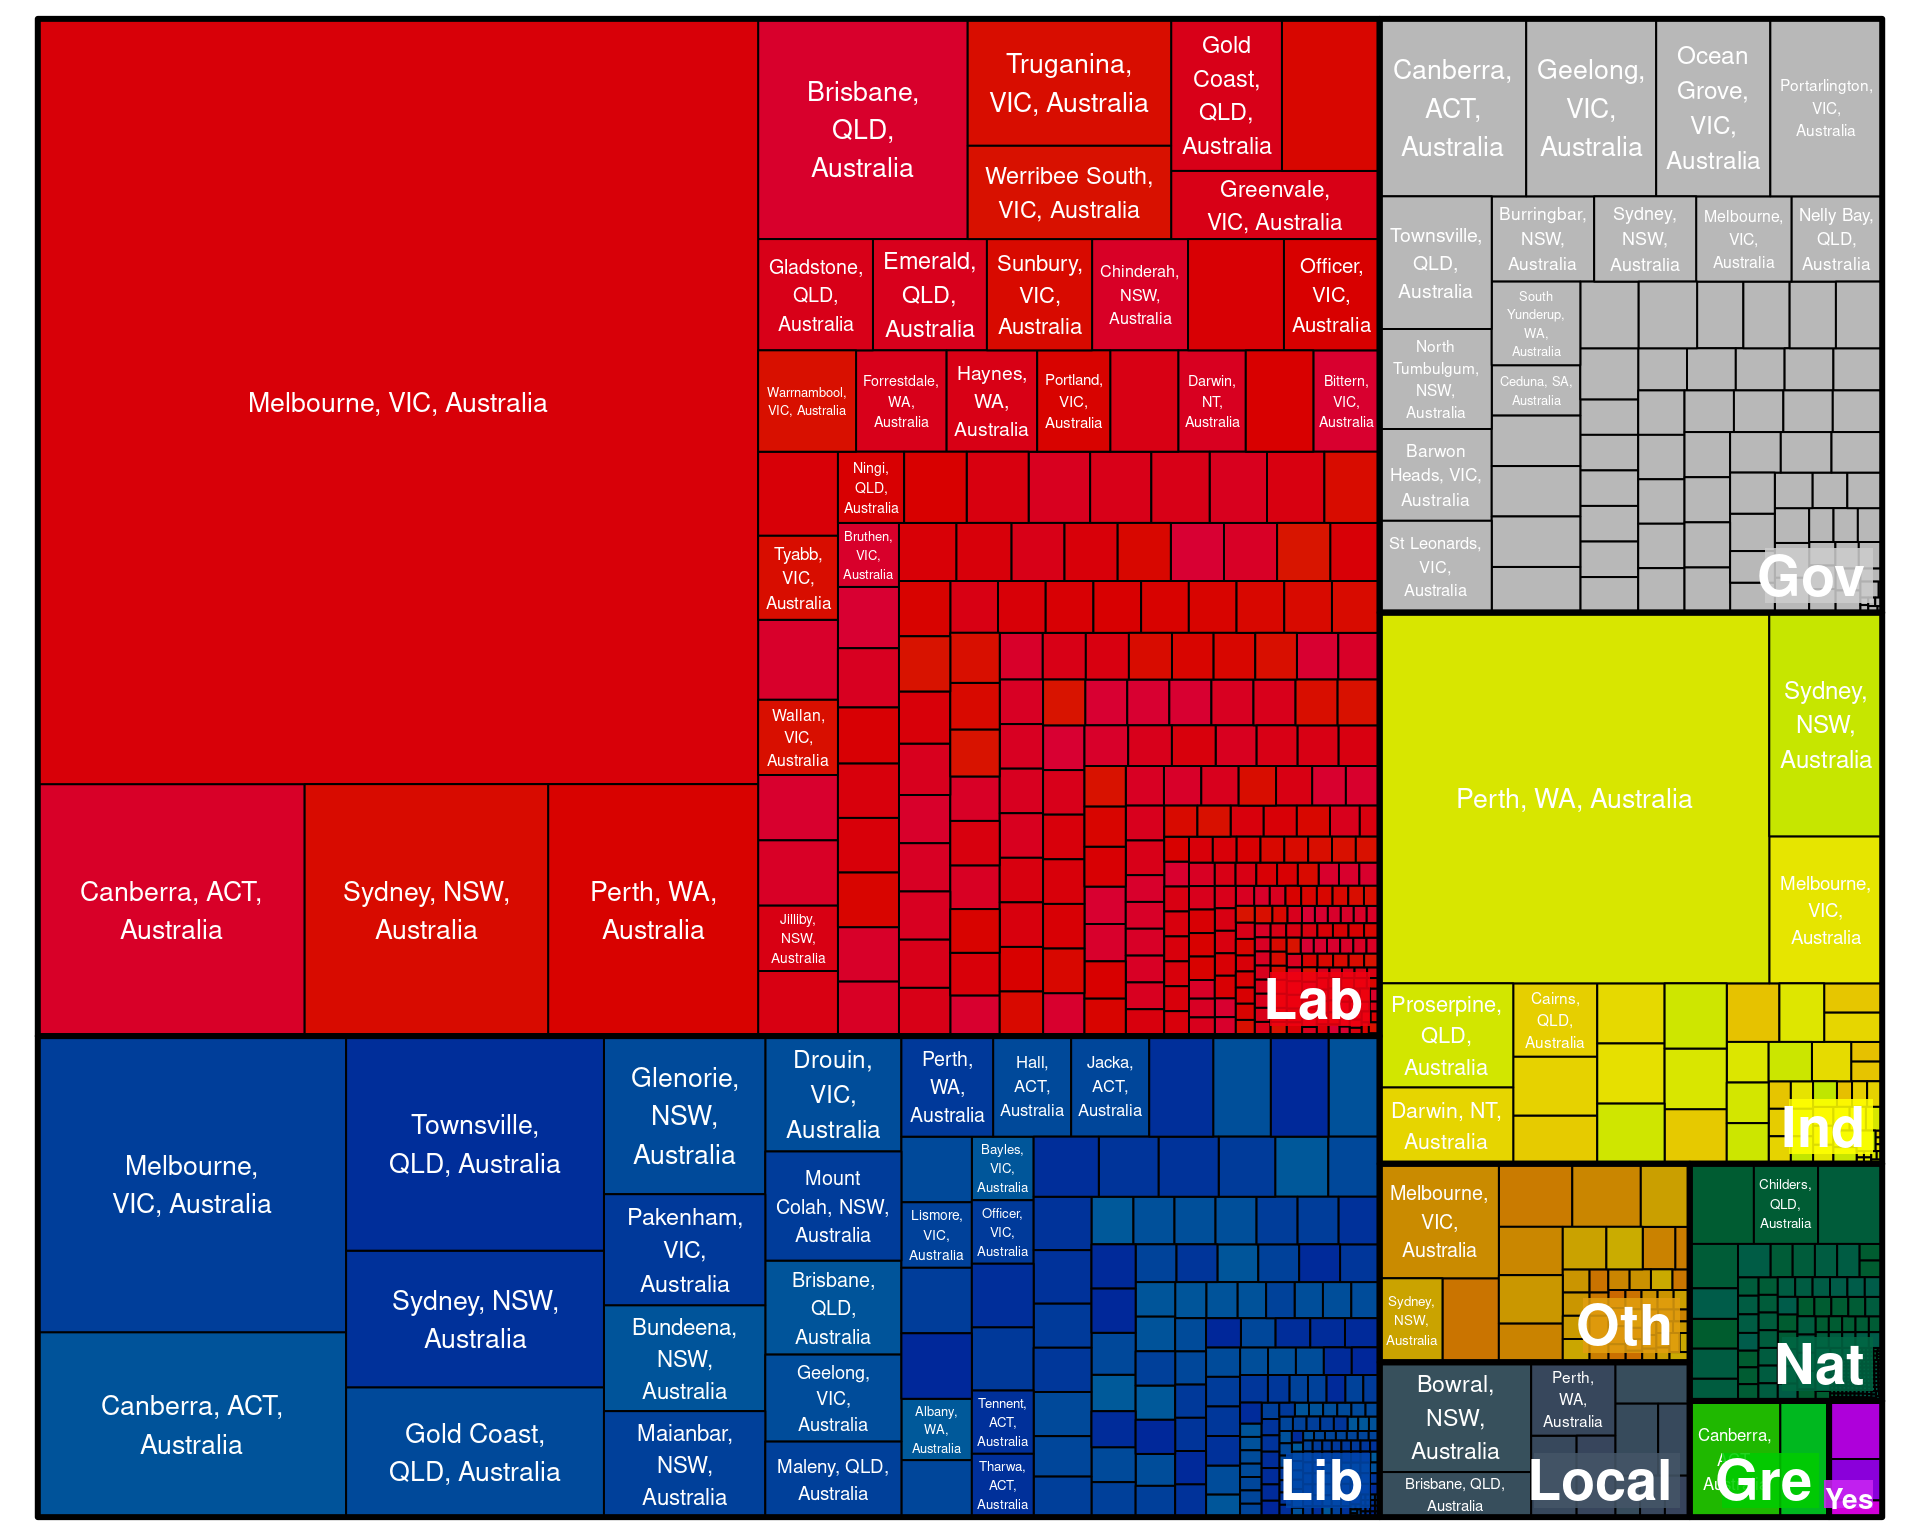 Melbourne, VIC, Australia
Canberra, ACT,
Australia
Sydney, NSW,
Australia
Perth, WA,
Australia
Brisbane,
QLD,
Australia
Truganina,
VIC, Australia
Werribee South,
VIC, Australia
Gold
Coast,
QLD,
Australia
Greenvale,
VIC, Australia
Gladstone,
QLD,
Australia
Emerald,
QLD,
Australia
Sunbury,
VIC,
Australia
Chinderah,
NSW,
Australia
Officer,
VIC,
Australia
Warrnambool,
VIC, Australia
Forrestdale,
WA,
Australia
Haynes,
WA,
Australia
Portland,
VIC,
Australia
Darwin,
NT,
Australia
Bittern,
VIC,
Australia
Ningi,
QLD,
Australia
Tyabb,
VIC,
Australia
Bruthen,
VIC,
Australia
Wallan,
VIC,
Australia
Jilliby,
NSW,
Australia
Lab
Melbourne,
VIC, Australia
Canberra, ACT,
Australia
Townsville,
QLD, Australia
Sydney, NSW,
Australia
Gold Coast,
QLD, Australia
Glenorie,
NSW,
Australia
Pakenham,
VIC,
Australia
Bundeena,
NSW,
Australia
Maianbar,
NSW,
Australia
Drouin,
VIC,
Australia
Mount
Colah, NSW,
Australia
Brisbane,
QLD,
Australia
Geelong,
VIC,
Australia
Maleny, QLD,
Australia
Perth,
WA,
Australia
Hall,
ACT,
Australia
Jacka,
ACT,
Australia
Bayles,
VIC,
Australia
Lismore,
VIC,
Australia
Officer,
VIC,
Australia
Albany,
WA,
Australia
Tennent,
ACT,
Australia
Tharwa,
ACT,
Australia
Lib
Canberra,
ACT,
Australia
Geelong,
VIC,
Australia
Ocean
Grove,
VIC,
Australia
Portarlington,
VIC,
Australia
Townsville,
QLD,
Australia
Burringbar,
NSW,
Australia
Sydney,
NSW,
Australia
Melbourne,
VIC,
Australia
Nelly Bay,
QLD,
Australia
South
Yunderup,
WA,
Australia
North
Tumbulgum,
NSW,
Australia
Ceduna, SA,
Australia
Barwon
Heads, VIC,
Australia
St Leonards,
VIC,
Australia
Gov
Perth, WA, Australia
Sydney,
NSW,
Australia
Melbourne,
VIC,
Australia
Proserpine,
QLD,
Australia
Cairns,
QLD,
Australia
Darwin, NT,
Australia
Ind
Melbourne,
VIC,
Australia
Sydney,
NSW,
Australia
Oth
Childers,
QLD,
Australia
Nat
Bowral,
NSW,
Australia
Perth,
WA,
Australia
Brisbane, QLD,
Australia
Local
Canberra,
Gre
Yes